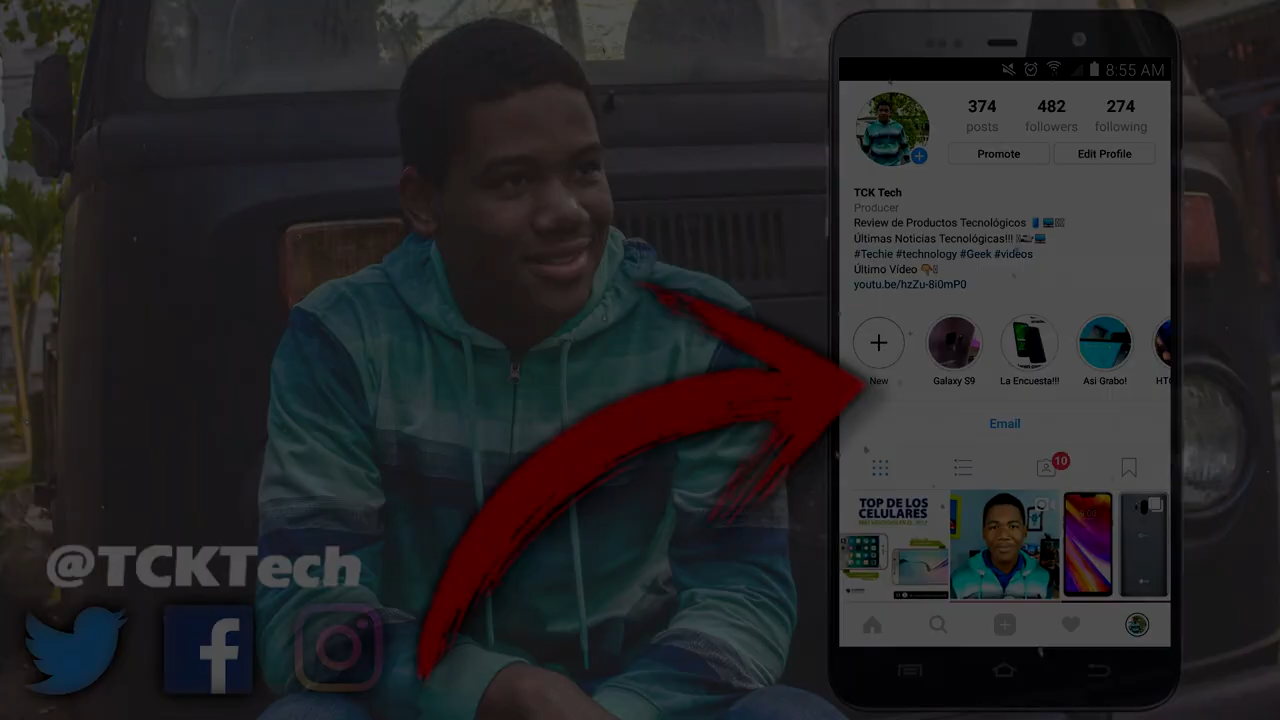 8:55 AM
374 482 274
posts followers following
Promote Edit Profile
TCK Tech
Producer
Review de Productos Tecnológicos
Últimas Noticias Tecnológicas!!!
#Techie #technology #Geek #videos
Último Vídeo
youtu.be/hzZu-8i0mP0
New Galaxy S9 La Encuesta!!! Asi Grabo! HT
Email
10
TOP DE LOS
CELULARES
@TCKTech